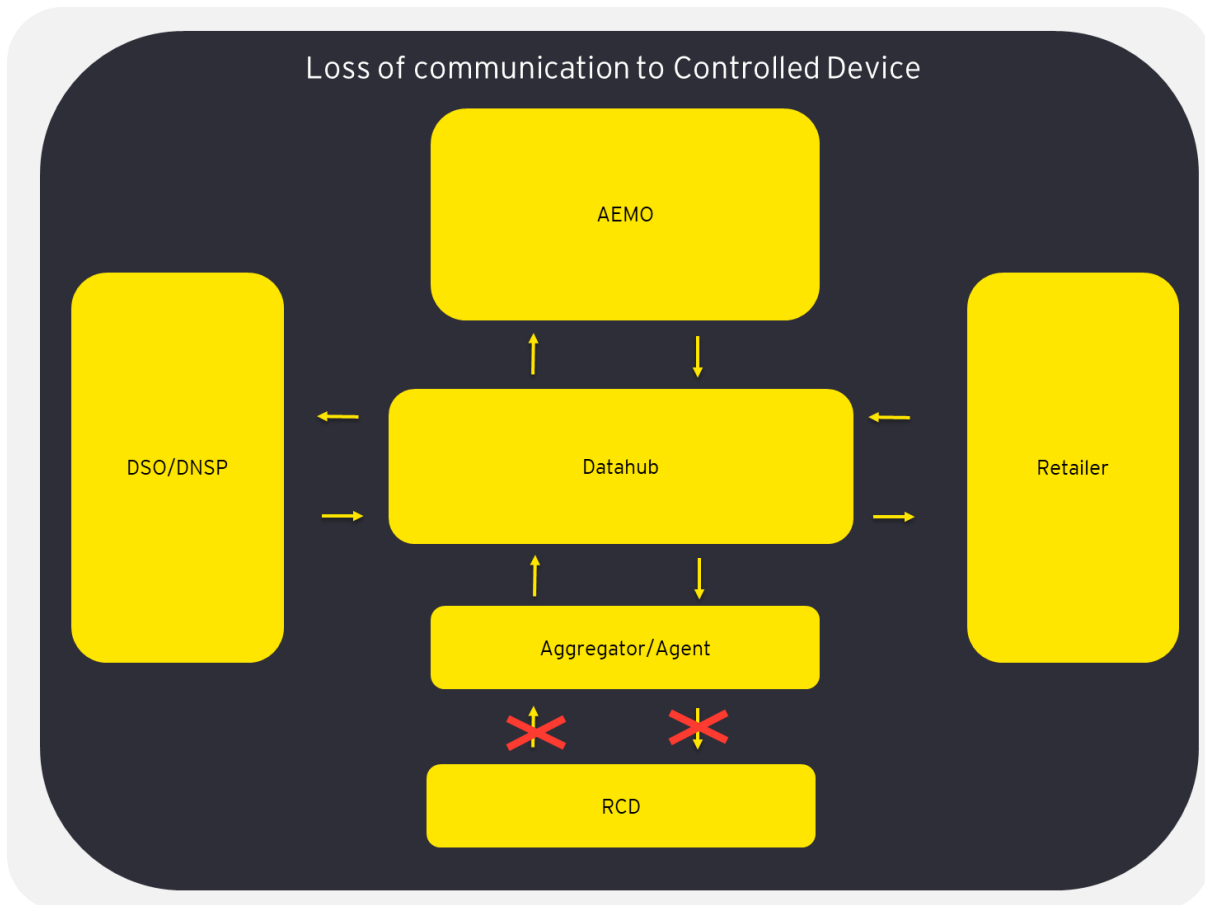 Loss of communication to Controlled Device
AEMO
DSO/DNSP
Datahub
Retailer
Aggregator/Agent
RCD